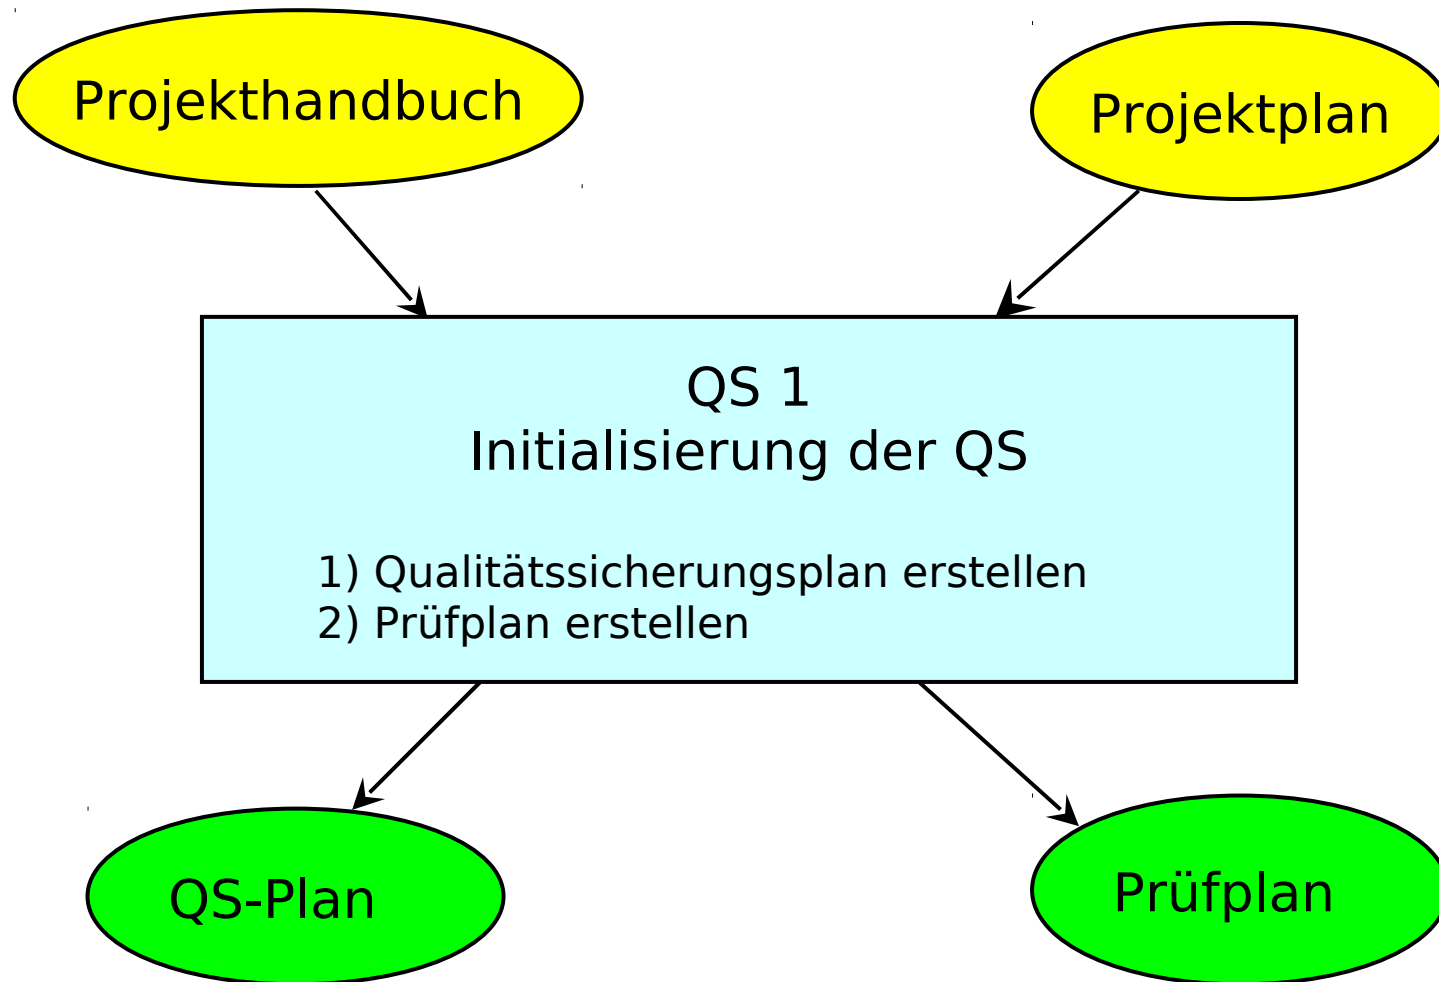 Projekthandbuch
Projektplan
QS 1
Initialisierung der QS
1) Qualitätssicherungsplan erstellen
2) Prüfplan erstellen
QS-Plan
Prüfplan